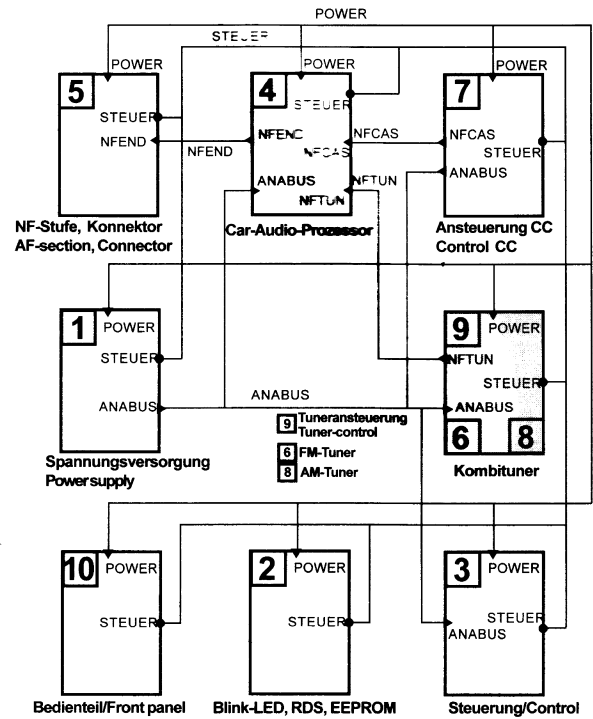 POWER
STEUER
5
POWER
STEUER
NFEND
NFEND
NF-Stufe, Konnektor
AF-section, Connector
4
POWER
STEUER
NFEND
NFCAS
ANABUS
NFTUN
Car-Audio-Prozessor
NFCAS
NFTUN
7
POWER
NFCAS
STEUER
ANABUS
Ansteuerung CC
Control CC
1
POWER
STEUER
ANABUS
Spannungsversorgung
Powersupply
ANABUS
9 Tuneransteuerung
Tuner-control
6 FM-Tuner
8 AM-Tuner
9
POWER
NFTUN
STEUER
ANABUS
6 8
Kombituner
10
POWER
STEUER
Bedienteil/Front panel
2
POWER
STEUER
Blink-LED, RDS, EEPROM
3
POWER
STEUER
ANABUS
Steuerung/Control